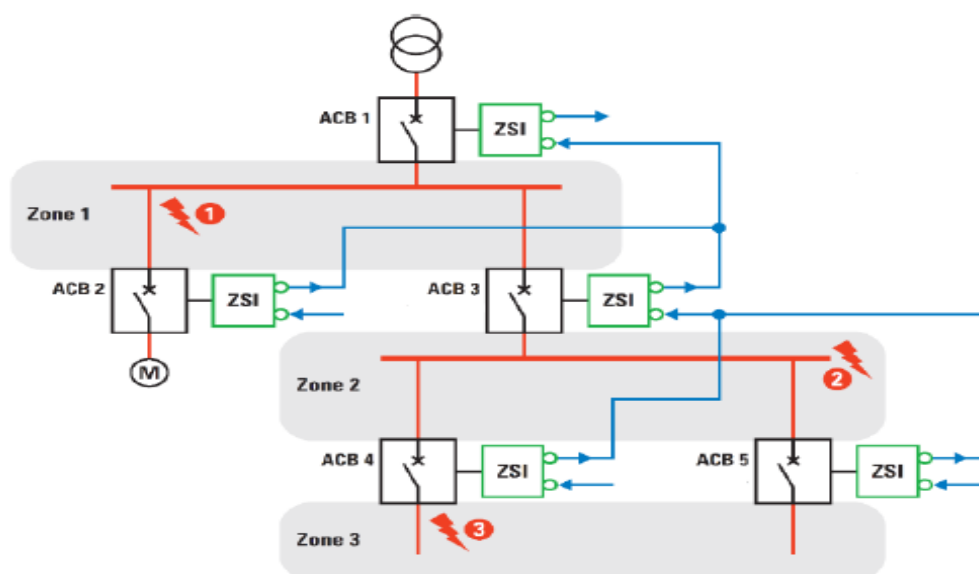 ACB 1
ZSI
Zone 1
1
ACB 2
ZSI
ACB 3
ZSI
M
Zone 2
2
ACB 4
ZSI
ACB 5
ZSI
Zone 3
3